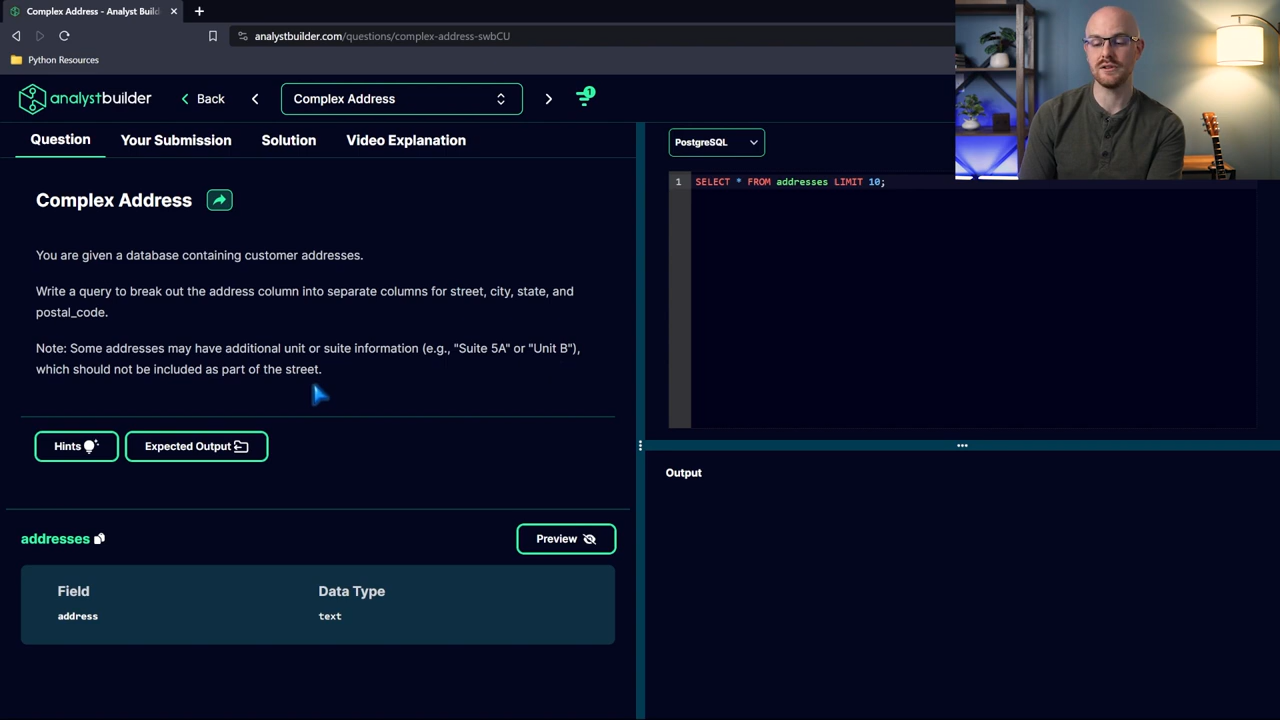 Complex Address - Analyst Build
analystbuilder.com/questions/complex-address-swbCU
Python Resources
analystbuilder
Back
Complex Address
1
Question
Your Submission
Solution
Video Explanation
PostgreSQL
1 SELECT * FROM addresses LIMIT 10;
Complex Address
You are given a database containing customer addresses.
Write a query to break out the address column into separate columns for street, city, state, and
postal_code.
Note: Some addresses may have additional unit or suite information (e.g., "Suite 5A" or "Unit B"),
which should not be included as part of the street.
Hints
Expected Output
Output
addresses
Preview
Field
Data Type
address
text